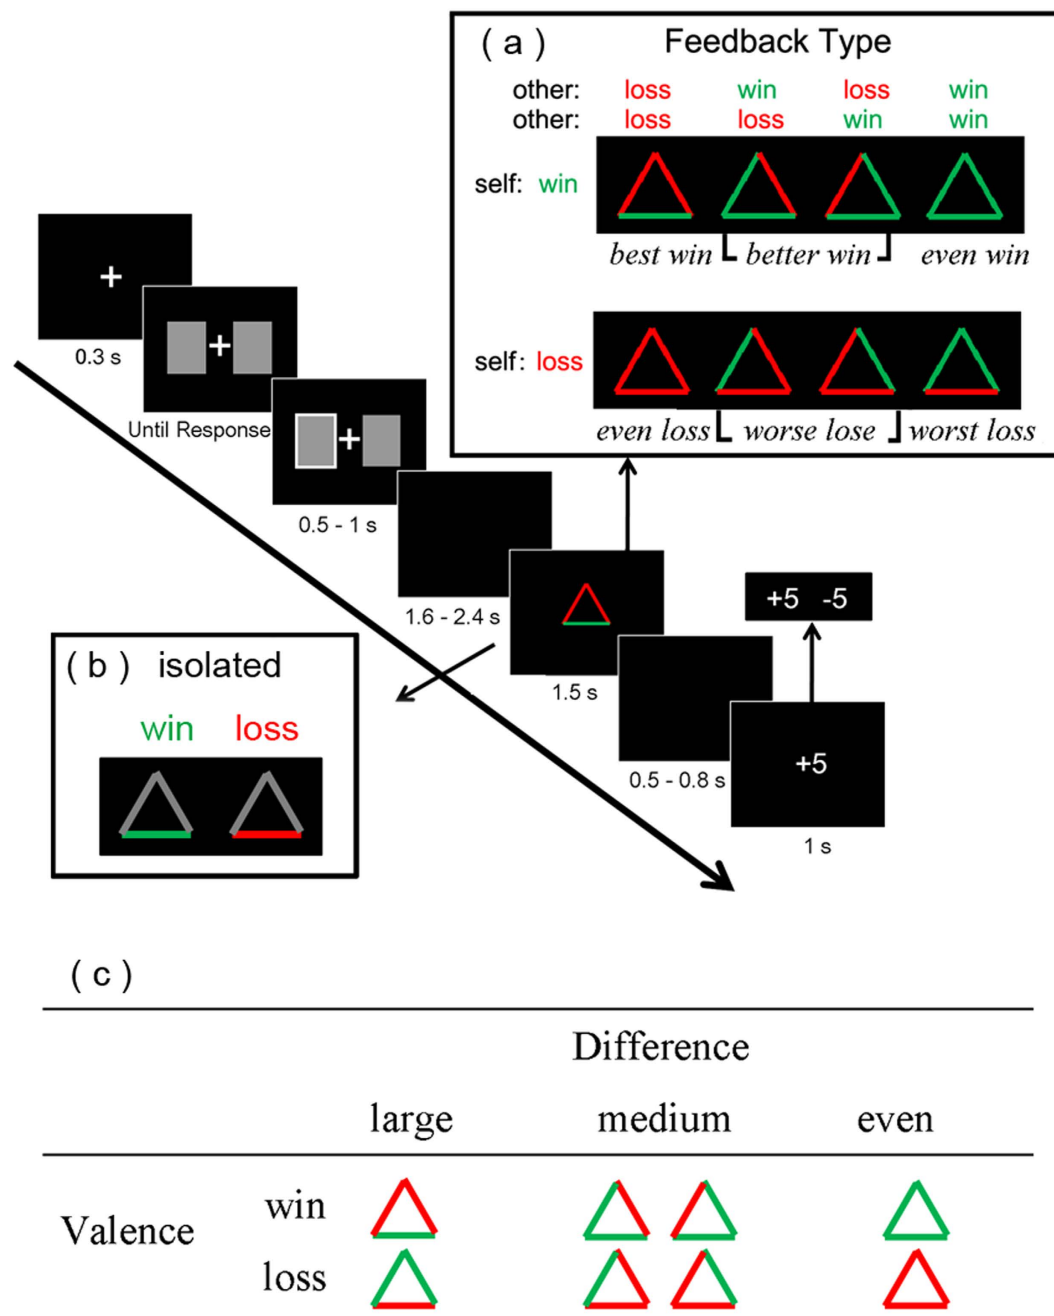 ( a ) Feedback Type
other: loss win loss win
other: loss loss win win
self: win
best win better win even win
self: loss
even loss worse lose worst loss
+
0.3 s
+
Until Response
+
0.5 - 1 s
1.6 - 2.4 s
1.5 s
0.5 - 0.8 s
+5 -5
+5
1 s
( b ) isolated
win loss
( c )
Difference
large medium even
Valence
win
loss